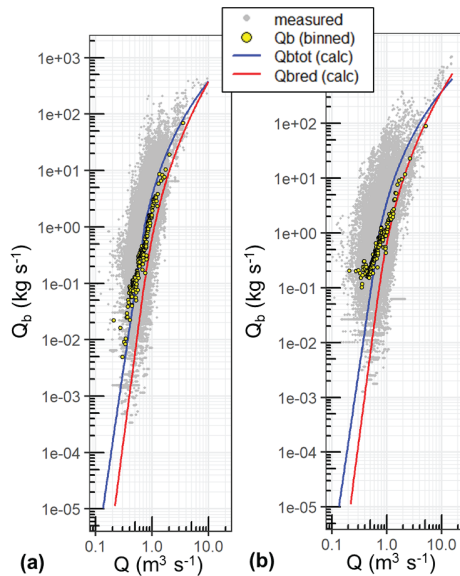 measured
Qb (binned)
Qbtot (calc)
Qbred (calc)
1e+03
1e+02
1e+01
1e+00
1e-01
1e-02
1e-03
1e-04
1e-05
Qb (kg s-1)
0.1
1.0
10.0
(a)
Q (m3 s-1)
1e+03
1e+02
1e+01
1e+00
1e-01
1e-02
1e-03
1e-04
1e-05
Qb (kg s-1)
0.1
1.0
10.0
(b)
Q (m3 s-1)